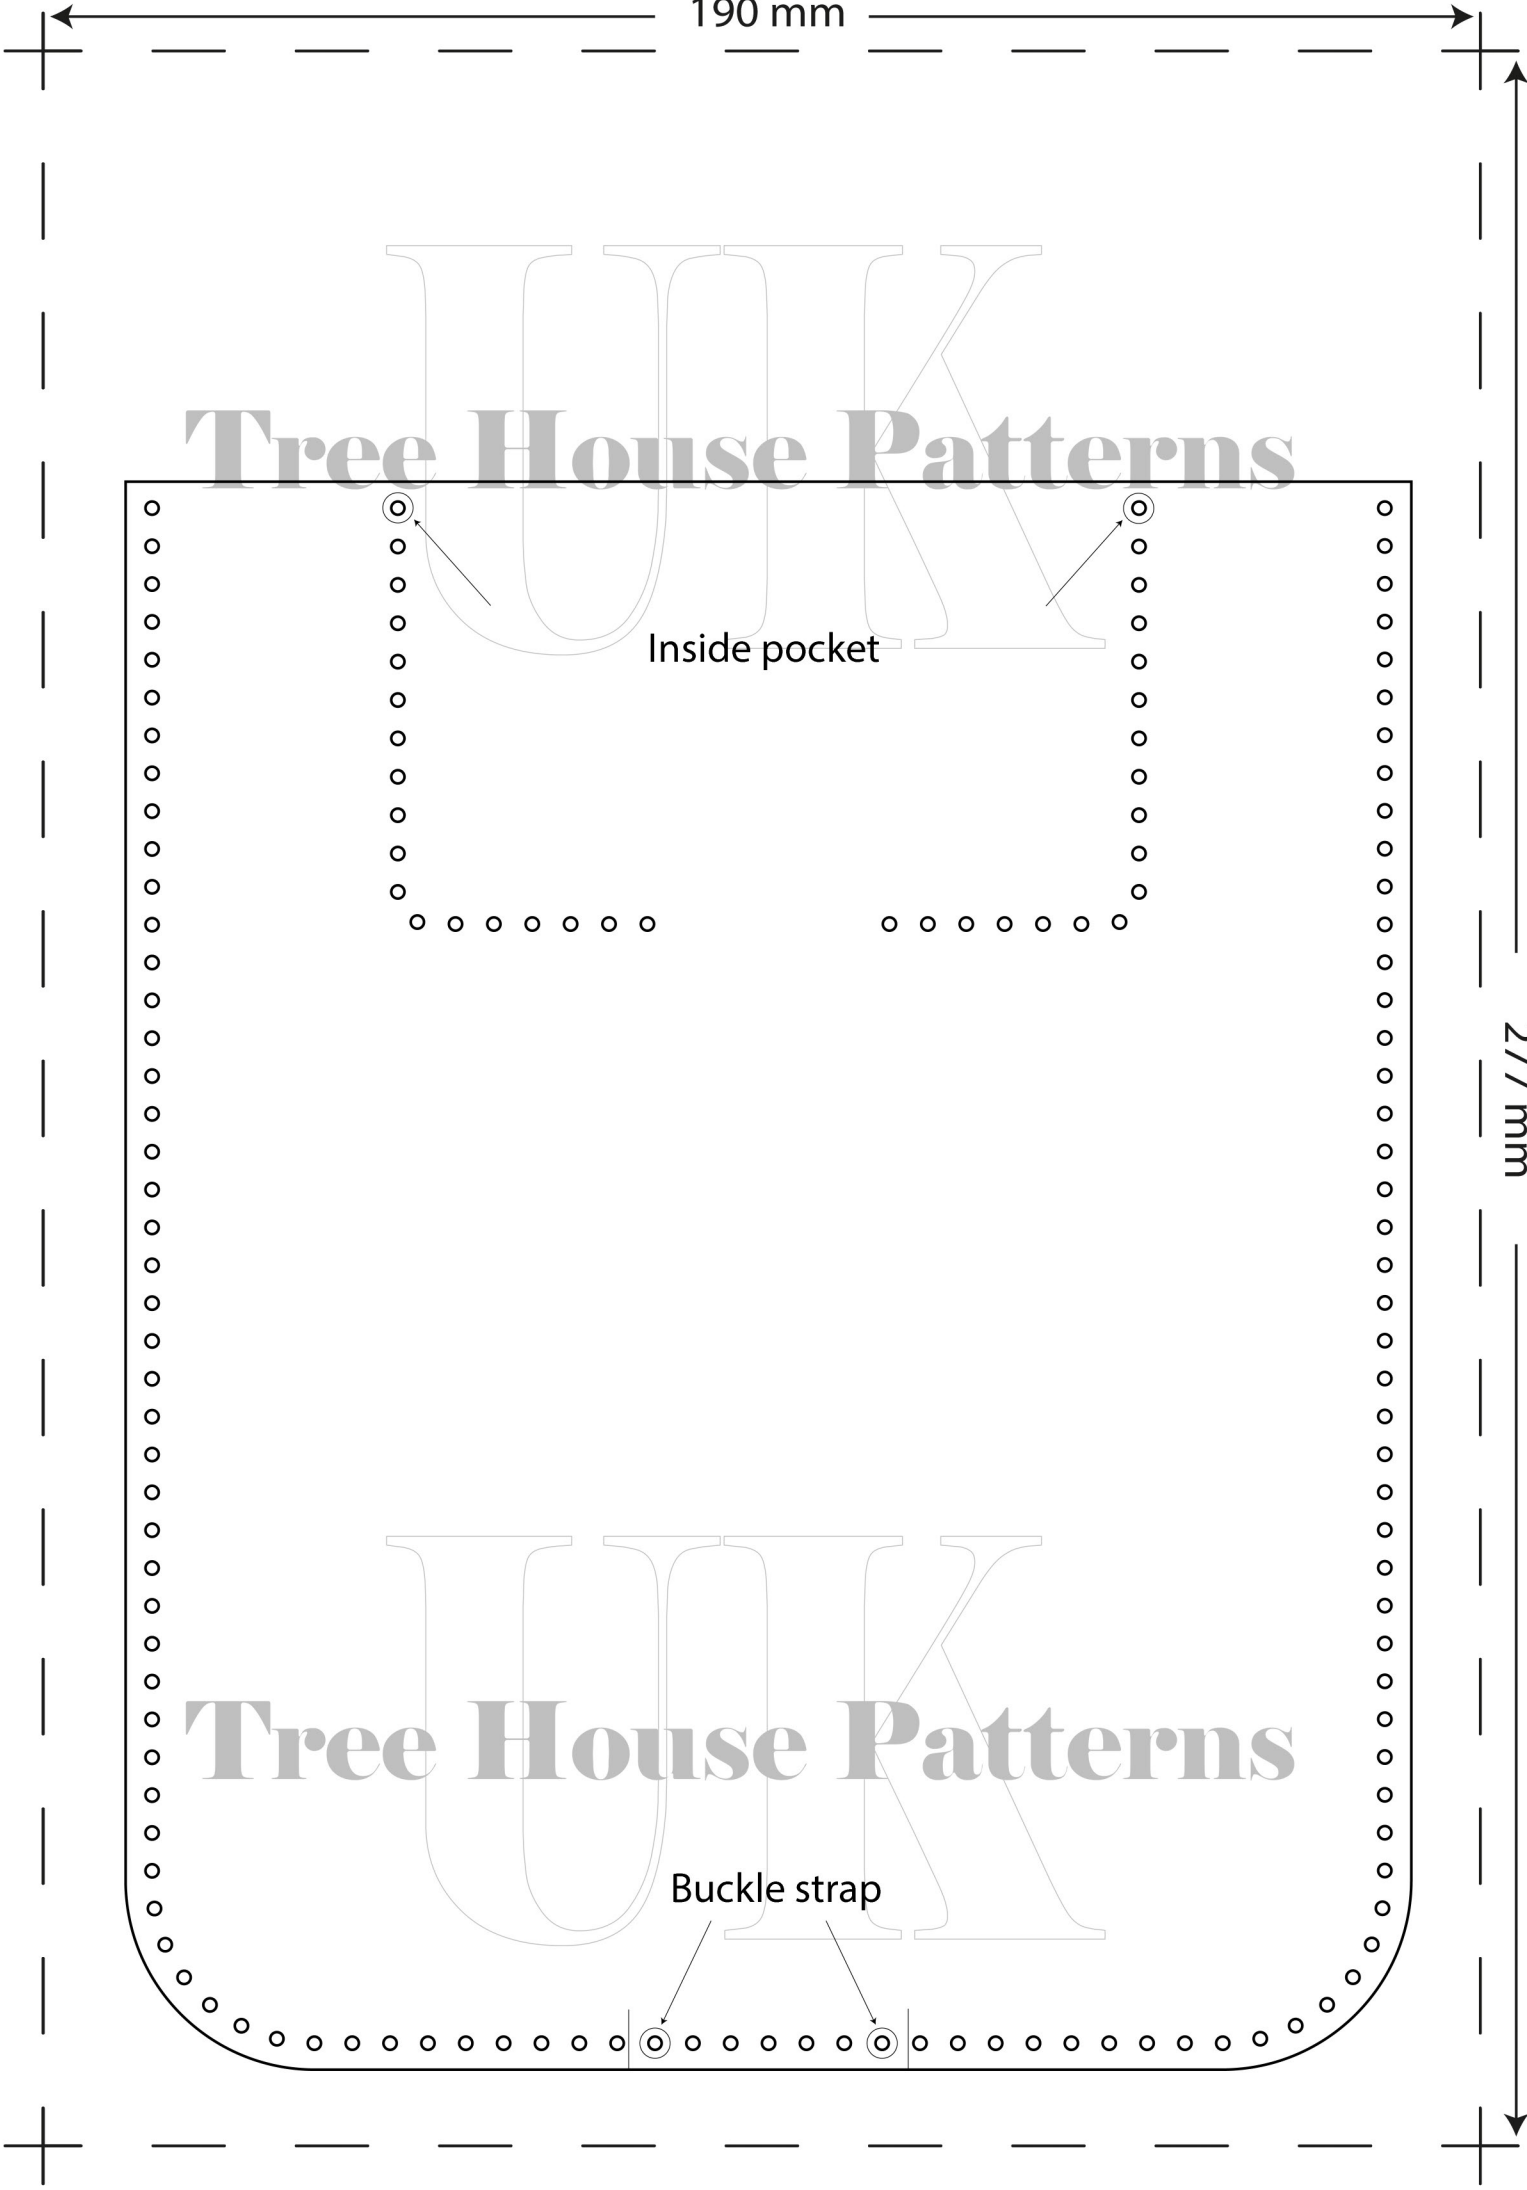 190 mm
UK
Tree House Patterns
Inside pocket
277 mm
UK
Tree House Patterns
Buckle strap